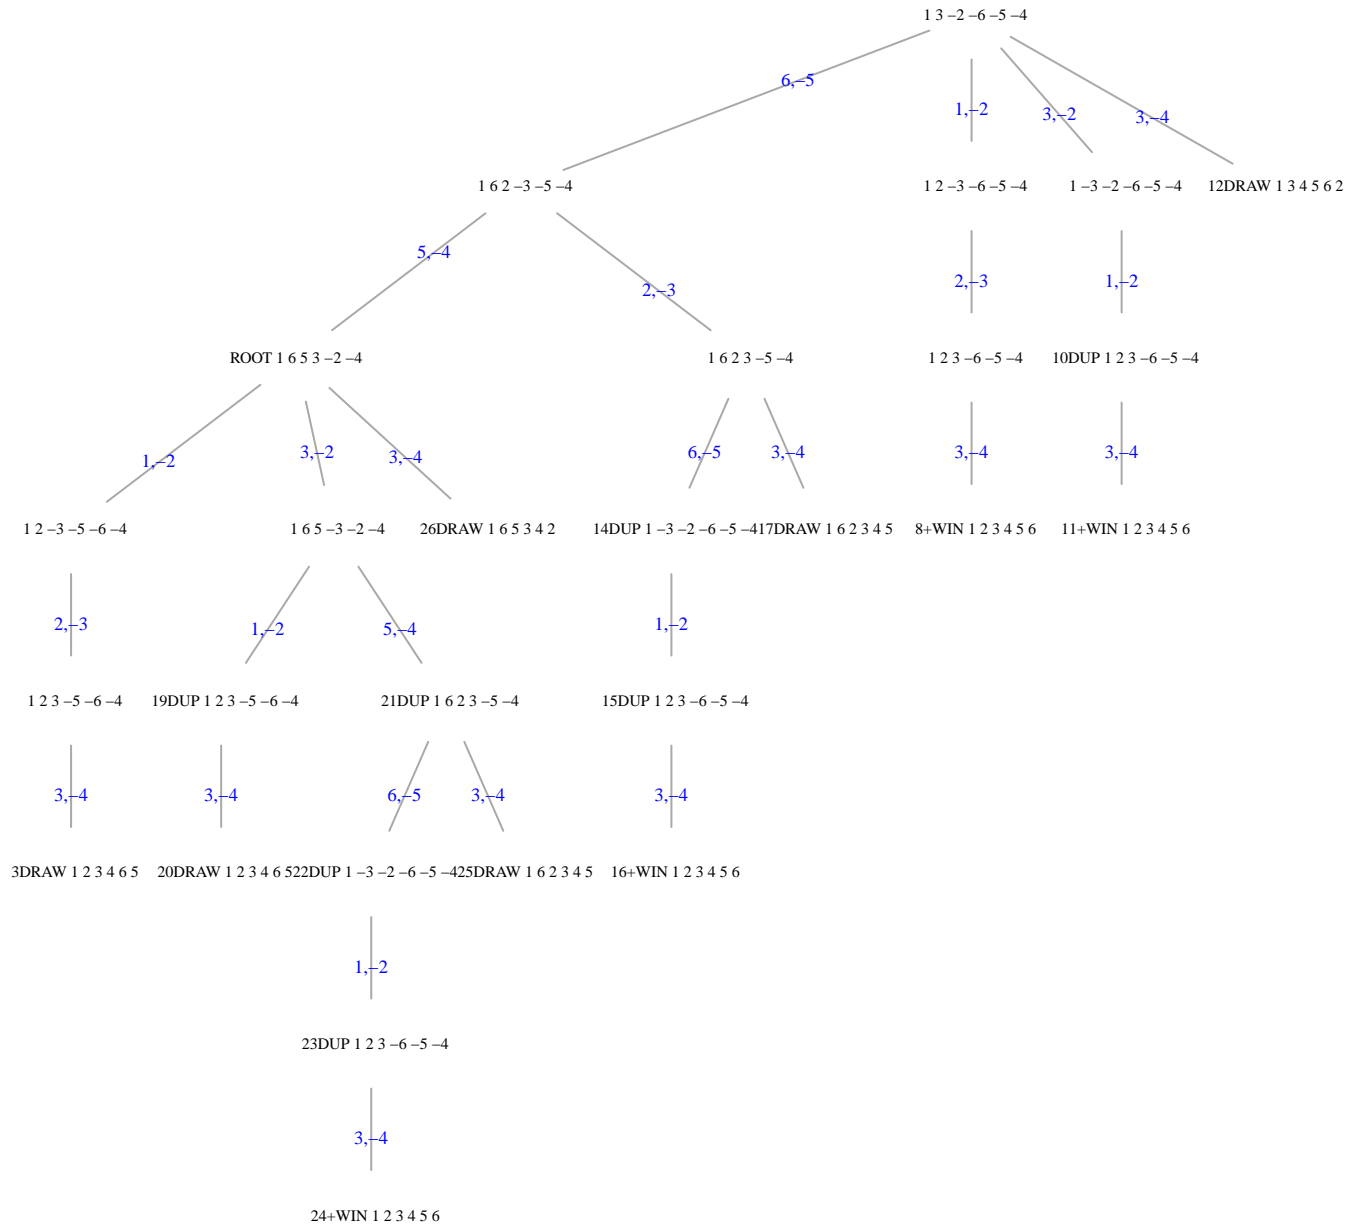 1 3 –2 –6 –5 –4
6,–5
1,–2
3,–2
3,–4
1 6 2 –3 –5 –4
1 2 –3 –6 –5 –4
1 –3 –2 –6 –5 –4
12DRAW 1 3 4 5 6 2
5,–4
2,–3
2,–3
1,–2
ROOT 1 6 5 3 –2 –4
1 6 2 3 –5 –4
1 2 3 –6 –5 –4
10DUP 1 2 3 –6 –5 –4
1,–2
3,–2
3,–4
6,–5
3,–4
3,–4
3,–4
1 2 –3 –5 –6 –4
1 6 5 –3 –2 –4
26DRAW 1 6 5 3 4 2
14DUP 1 –3 –2 –6 –5 –4
17DRAW 1 6 2 3 4 5
8+WIN 1 2 3 4 5 6
11+WIN 1 2 3 4 5 6
2,–3
1,–2
5,–4
1,–2
1 2 3 –5 –6 –4
19DUP 1 2 3 –5 –6 –4
21DUP 1 6 2 3 –5 –4
15DUP 1 2 3 –6 –5 –4
3,–4
3,–4
6,–5
3,–4
3,–4
3DRAW 1 2 3 4 6 5
20DRAW 1 2 3 4 6 5
22DUP 1 –3 –2 –6 –5 –4
25DRAW 1 6 2 3 4 5
16+WIN 1 2 3 4 5 6
1,–2
23DUP 1 2 3 –6 –5 –4
3,–4
24+WIN 1 2 3 4 5 6